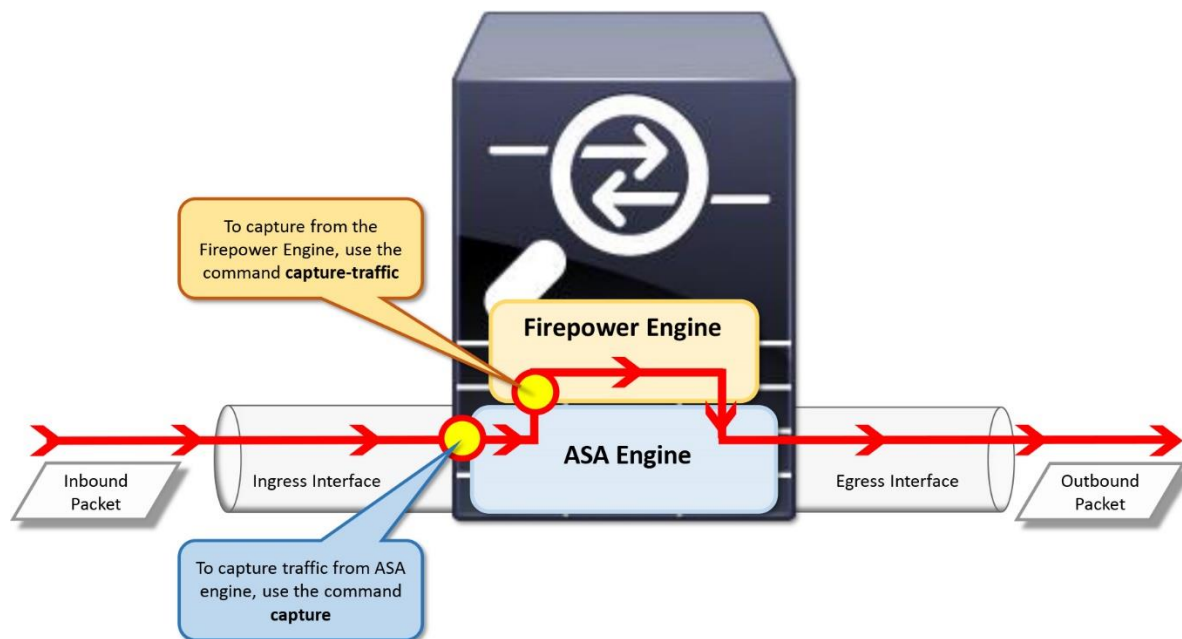 To capture from the
Firepower Engine, use the
command capture-traffic
Firepower Engine
ASA Engine
Inbound
Packet
Ingress Interface
Egress Interface
Outbound
Packet
To capture traffic from ASA
engine, use the command
capture